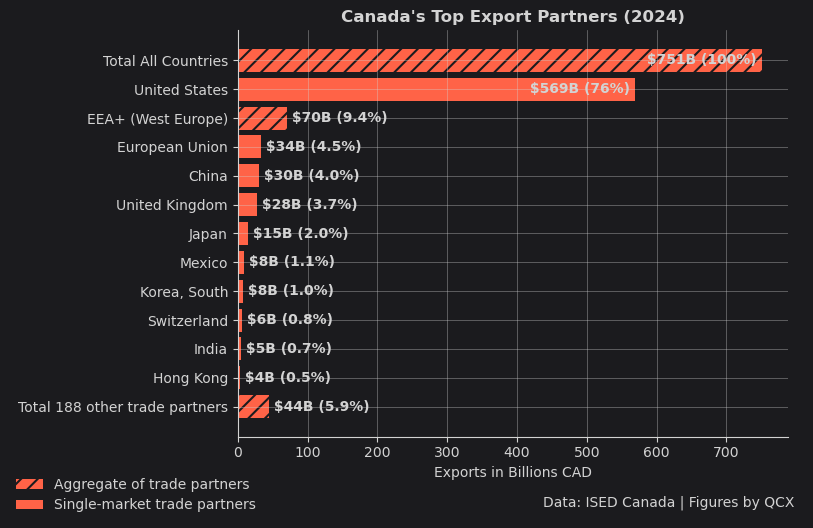 Canada's Top Export Partners (2024)
Total All Countries $751B (100%)
United States $569B (76%)
EEA+ (West Europe) $70B (9.4%)
European Union $34B (4.5%)
China $30B (4.0%)
United Kingdom $28B (3.7%)
Japan $15B (2.0%)
Mexico $8B (1.1%)
Korea, South $8B (1.0%)
Switzerland $6B (0.8%)
India $5B (0.7%)
Hong Kong $4B (0.5%)
Total 188 other trade partners $44B (5.9%)
0 100 200 300 400 500 600 700
Exports in Billions CAD
Aggregate of trade partners
Single-market trade partners
Data: ISED Canada | Figures by QCX